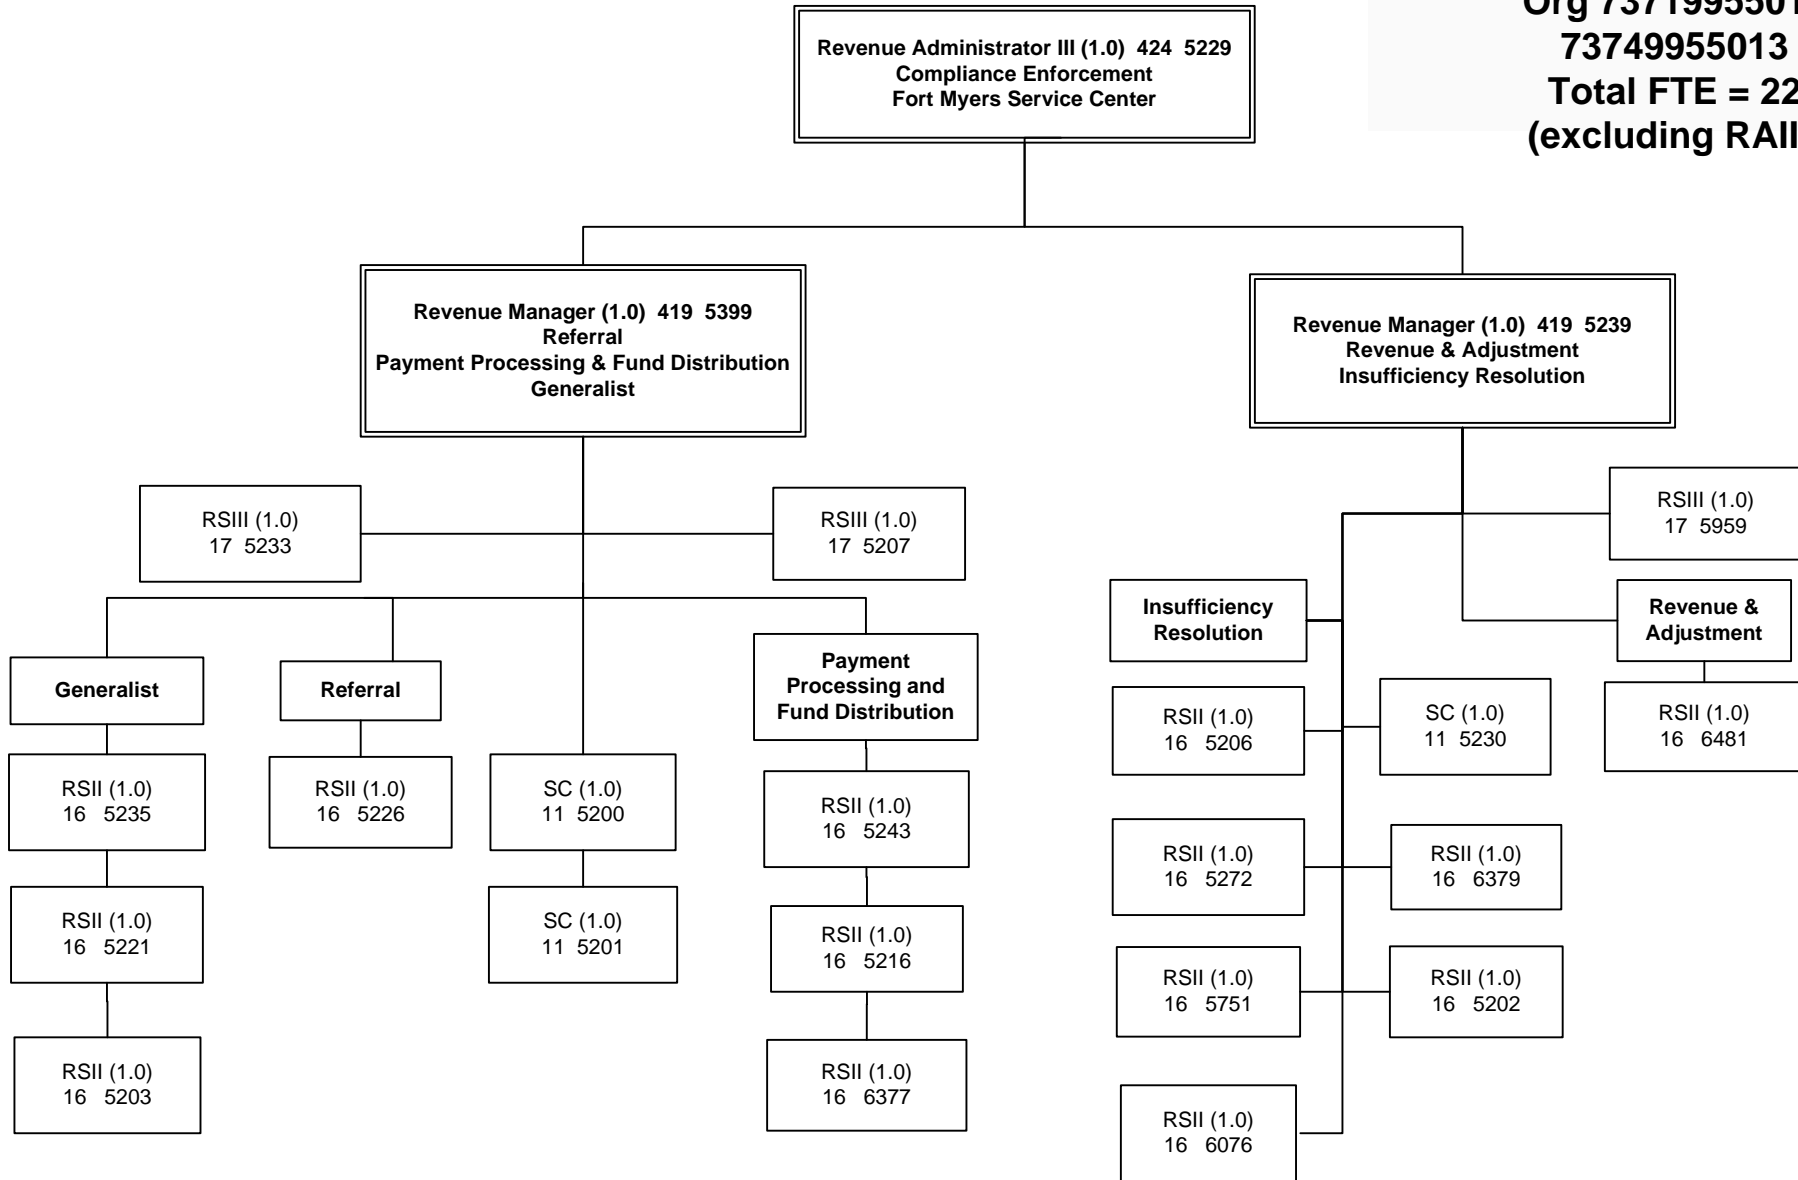 Org 7371995501
73749955013
Total FTE = 22
(excluding RAII
Revenue Administrator III (1.0) 424 5229
Compliance Enforcement
Fort Myers Service Center
Revenue Manager (1.0) 419 5399
Referral
Payment Processing & Fund Distribution
Generalist
Revenue Manager (1.0) 419 5239
Revenue & Adjustment
Insufficiency Resolution
RSIII (1.0)
17 5233
RSIII (1.0)
17 5207
RSIII (1.0)
17 5959
Generalist
Referral
Payment
Processing and
Fund Distribution
Insufficiency
Resolution
Revenue &
Adjustment
RSII (1.0)
16 5235
RSII (1.0)
16 5226
SC (1.0)
11 5200
RSII (1.0)
16 5243
RSII (1.0)
16 5206
SC (1.0)
11 5230
RSII (1.0)
16 6481
RSII (1.0)
16 5221
SC (1.0)
11 5201
RSII (1.0)
16 5216
RSII (1.0)
16 5272
RSII (1.0)
16 6379
RSII (1.0)
16 5203
RSII (1.0)
16 6377
RSII (1.0)
16 5751
RSII (1.0)
16 5202
RSII (1.0)
16 6076